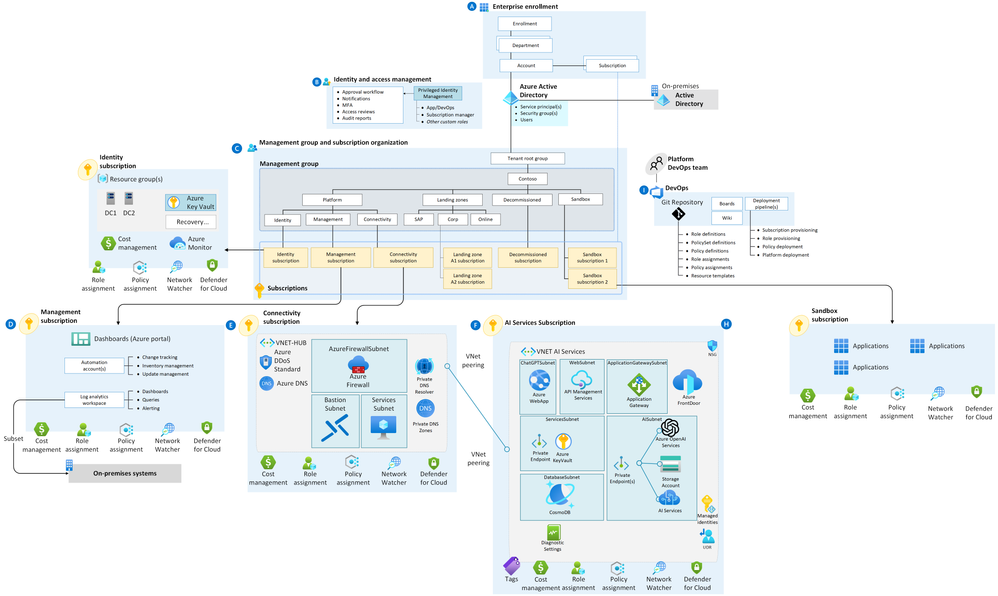 A
Enterprise enrollment
Enrollment
Department
Account
Subscription
B
Identity and access management
Approval workflow
Notifications
MFA
Access reviews
Audit reports
Privileged Identity
Management
App/DevOps
Subscription manager
Other custom roles
Azure Active
Directory
Service principal(s)
Security group(s)
Users
On-premises
Active
Directory
C
Management group and subscription organization
Management group
Tenant root group
Contoso
Platform
Landing zones
Decommissioned
Sandbox
Identity
Management
Connectivity
SAP
Corp
Online
Identity
subscription
Management
subscription
Connectivity
subscription
Landing zone
A1 subscription
Landing zone
A2 subscription
Decommissioned
subscription
Sandbox
subscription 1
Sandbox
subscription 2
Subscriptions
Identity
subscription
Resource group(s)
DC1
DC2
Azure
Key Vault
Recovery...
Cost
management
Azure
Monitor
Role
assignment
Policy
assignment
Network
Watcher
Defender
for Cloud
Platform
DevOps team
I
DevOps
Git Repository
Boards
Wiki
Deployment
pipeline(s)
Role definitions
PolicySet definitions
Policy definitions
Role assignments
Policy assignments
Resource templates
Subscription provisioning
Role provisioning
Policy deployment
Platform deployment
D
Management
subscription
Dashboards (Azure portal)
Automation
account(s)
Change tracking
Inventory management
Update management
Log analytics
workspace
Dashboards
Queries
Alerting
Subset
Cost
management
Role
assignment
Policy
assignment
Network
Watcher
Defender
for Cloud
On-premises systems
E
Connectivity
subscription
VNET-HUB
Azure
DDoS
Standard
DNS
Azure DNS
AzureFirewallSubnet
Azure
Firewall
Bastion
Subnet
Services
Subnet
Private
DNS
Resolver
DNS
Private DNS
Zones
Cost
management
Role
assignment
Policy
assignment
Network
Watcher
Defender
for Cloud
VNet
peering
VNet
peering
F
AI Services Subscription
H
VNET AI Services
NSG
ChatGPTSubnet
Azure
WebApp
WebSubnet
API Management
Services
ApplicationGatewaySubnet
Application
Gateway
Azure
FrontDoor
ServicesSubnet
Private
Endpoint
Azure
KeyVault
AISubnet
Azure OpenAI
Services
Private
Endpoint(s)
Storage
Account
AI Services
DatabaseSubnet
CosmoDB
Diagnostic
Settings
Managed
identities
UDR
Tags
Cost
management
Role
assignment
Policy
assignment
Network
Watcher
Defender
for Cloud
Sandbox
subscription
Applications
Applications
Applications
Cost
management
Role
assignment
Policy
assignment
Network
Watcher
Defender
for Cloud